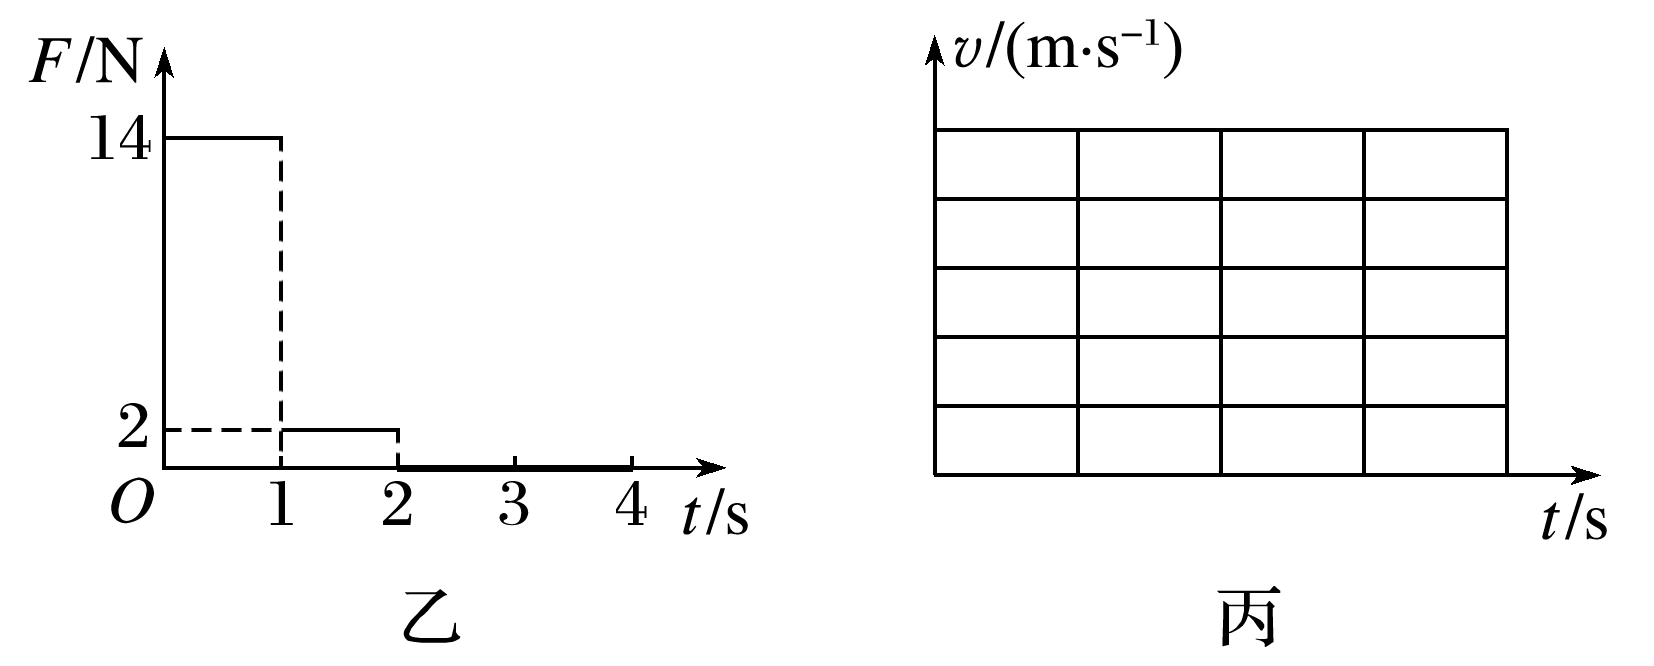 F/N
14
2
O
1
2
3
4
t/s
乙
v/(m·s⁻¹)
t/s
丙